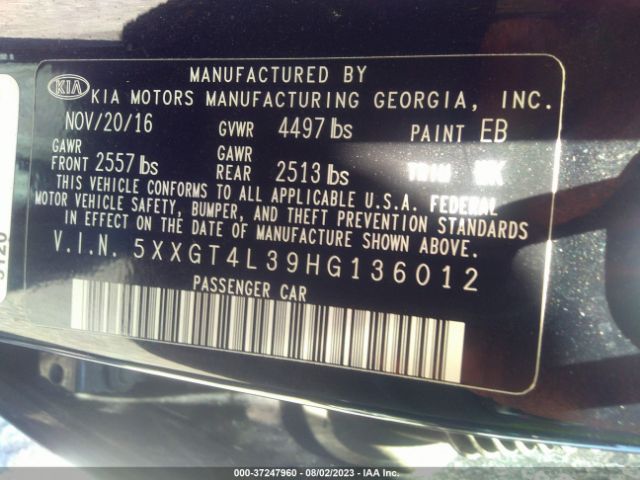 MANUFACTURED BY
KIA KIA MOTORS MANUFACTURING GEORGIA, INC.
NOV/20/16 GVWR 4497 lbs PAINT EB
GAWR FRONT 2557 lbs GAWR REAR 2513 lbs TRIM
THIS VEHICLE CONFORMS TO ALL APPLICABLE U.S.A. FEDERAL
MOTOR VEHICLE SAFETY, BUMPER, AND THEFT PREVENTION STANDARDS
IN EFFECT ON THE DATE OF MANUFACTURE SHOWN ABOVE.
V.I.N. 5XXGT4L39HG136012
PASSENGER CAR
000-37247960 - 08/02/2023 - IAA Inc.